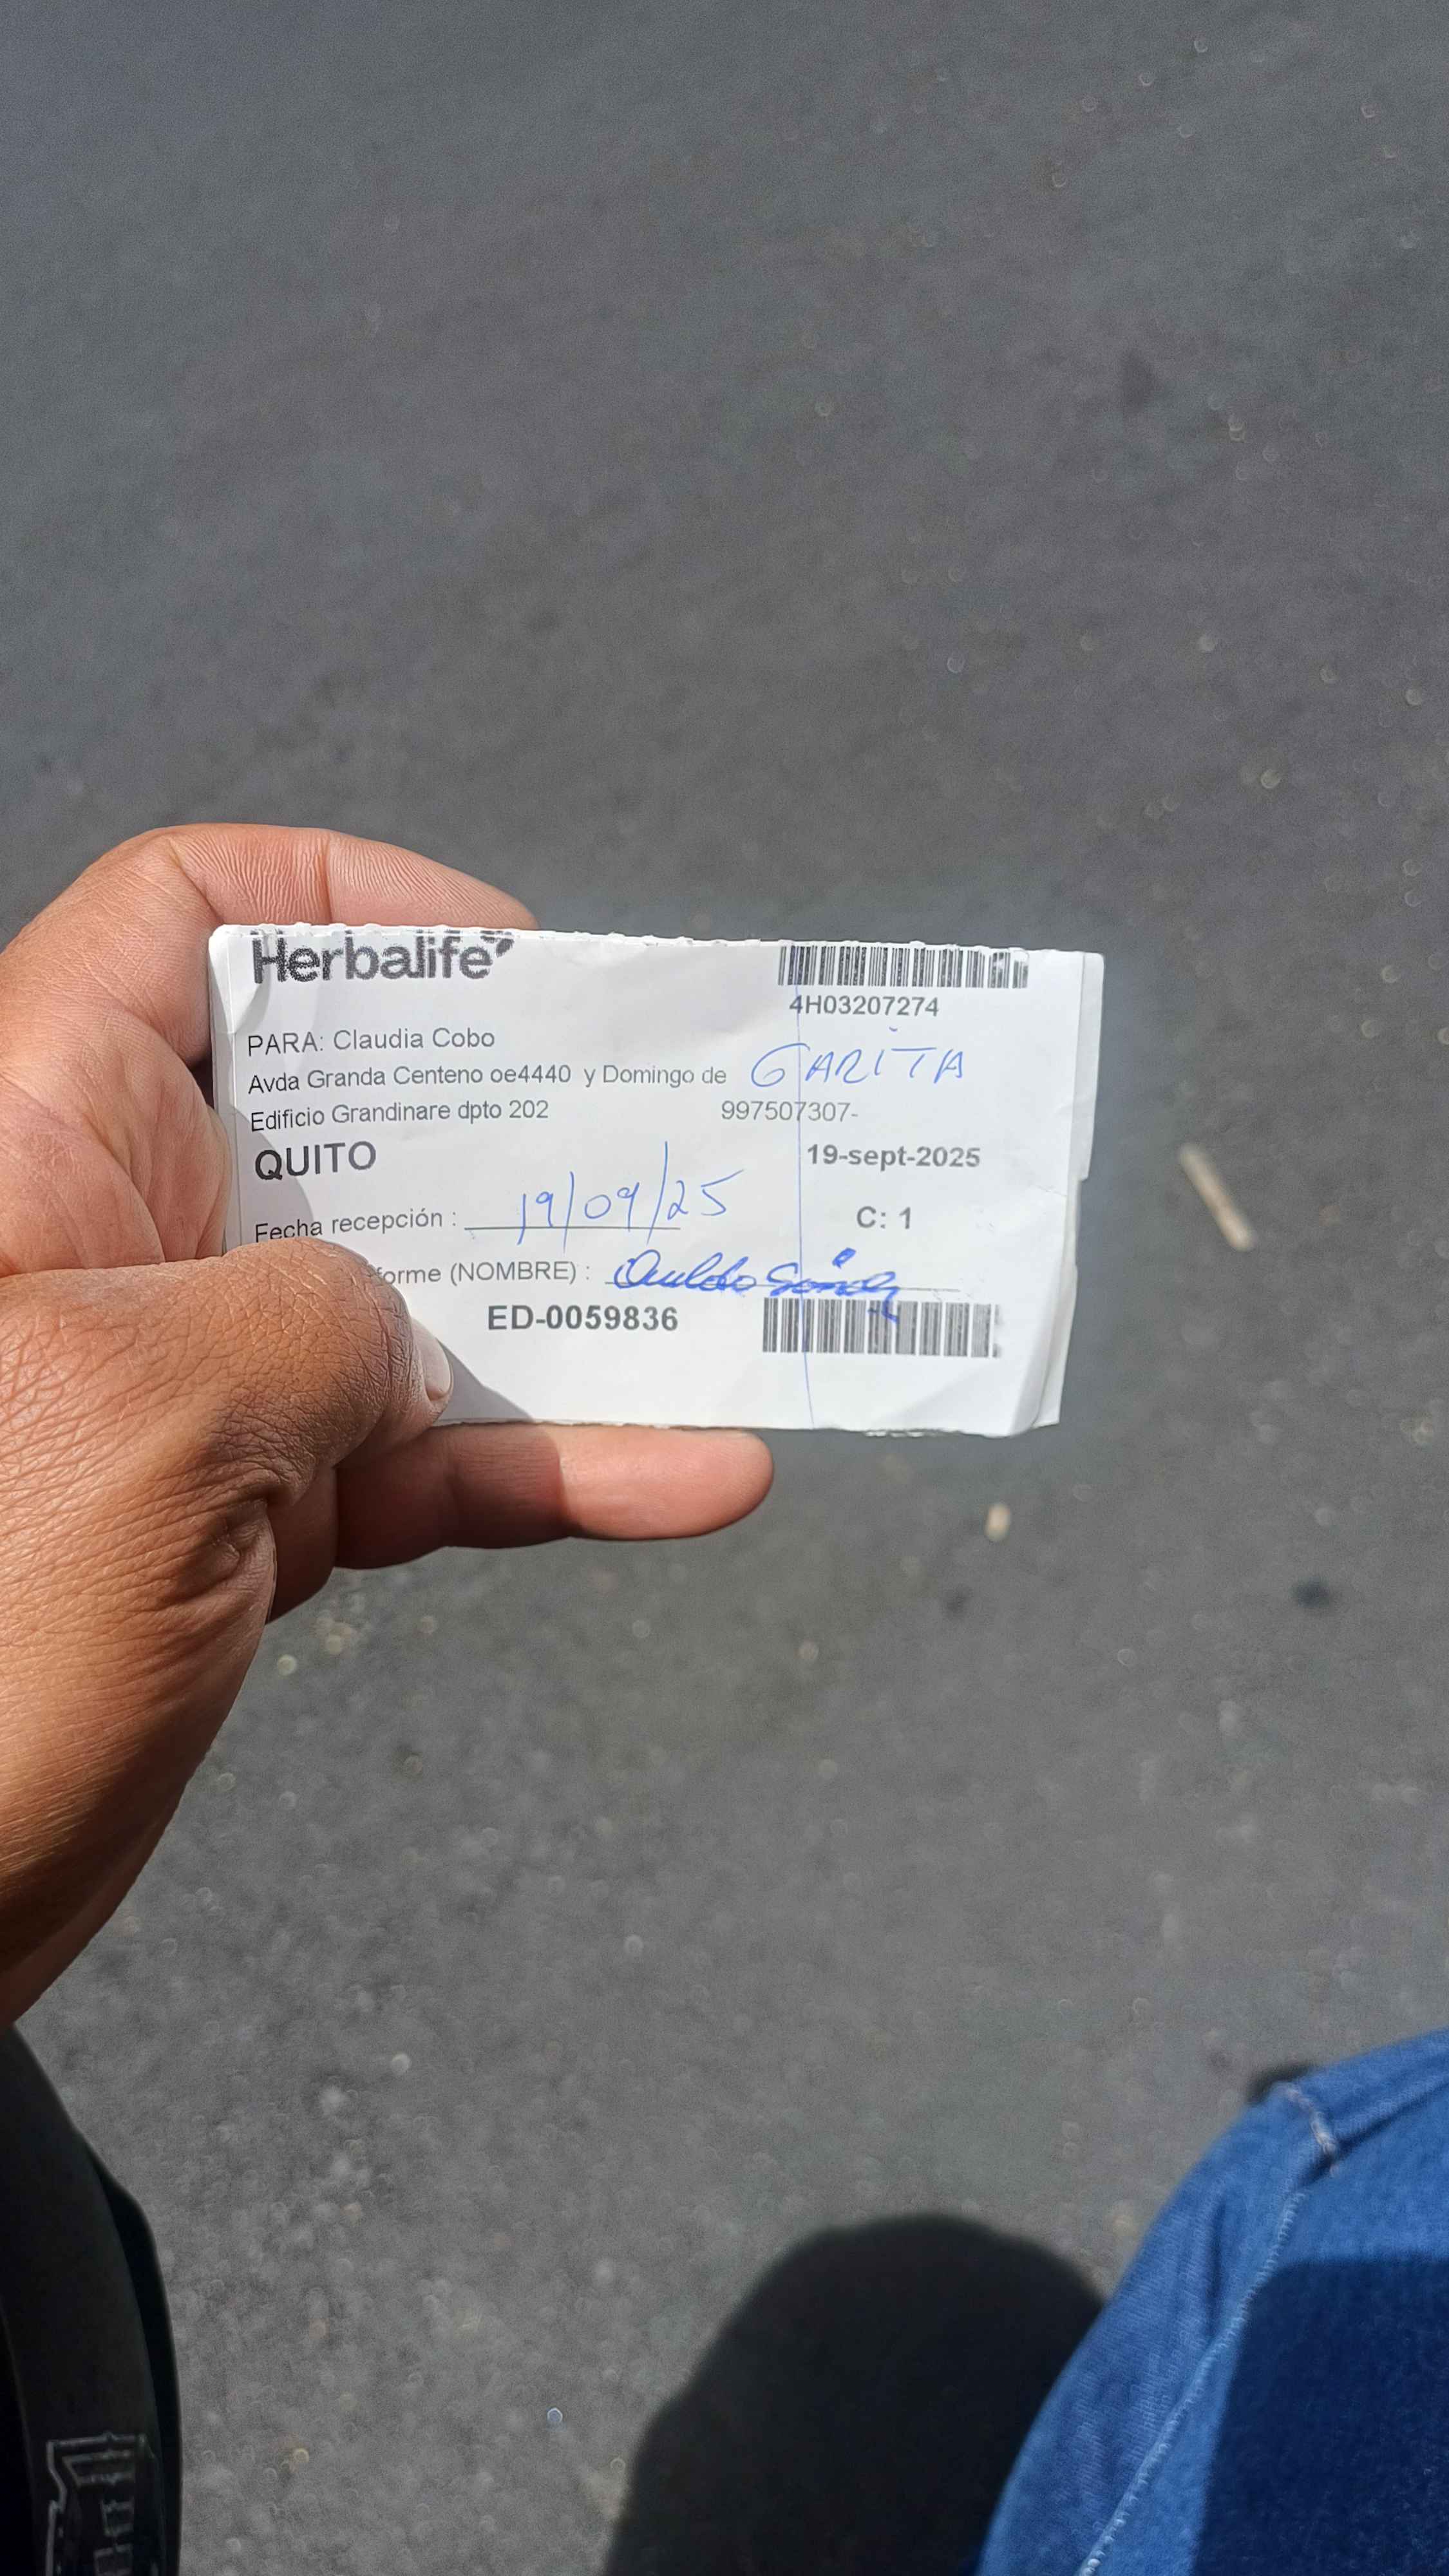 Herbalife
4H03207274
PARA: Claudia Cobo
Avda Granda Centeno oe4440 y Domingo de GARITA
Edificio Grandinare dpto 202 997507307-
QUITO 19-sept-2025
Fecha recepción : 19/09/25 C: 1
forme (NOMBRE) :
ED-0059836